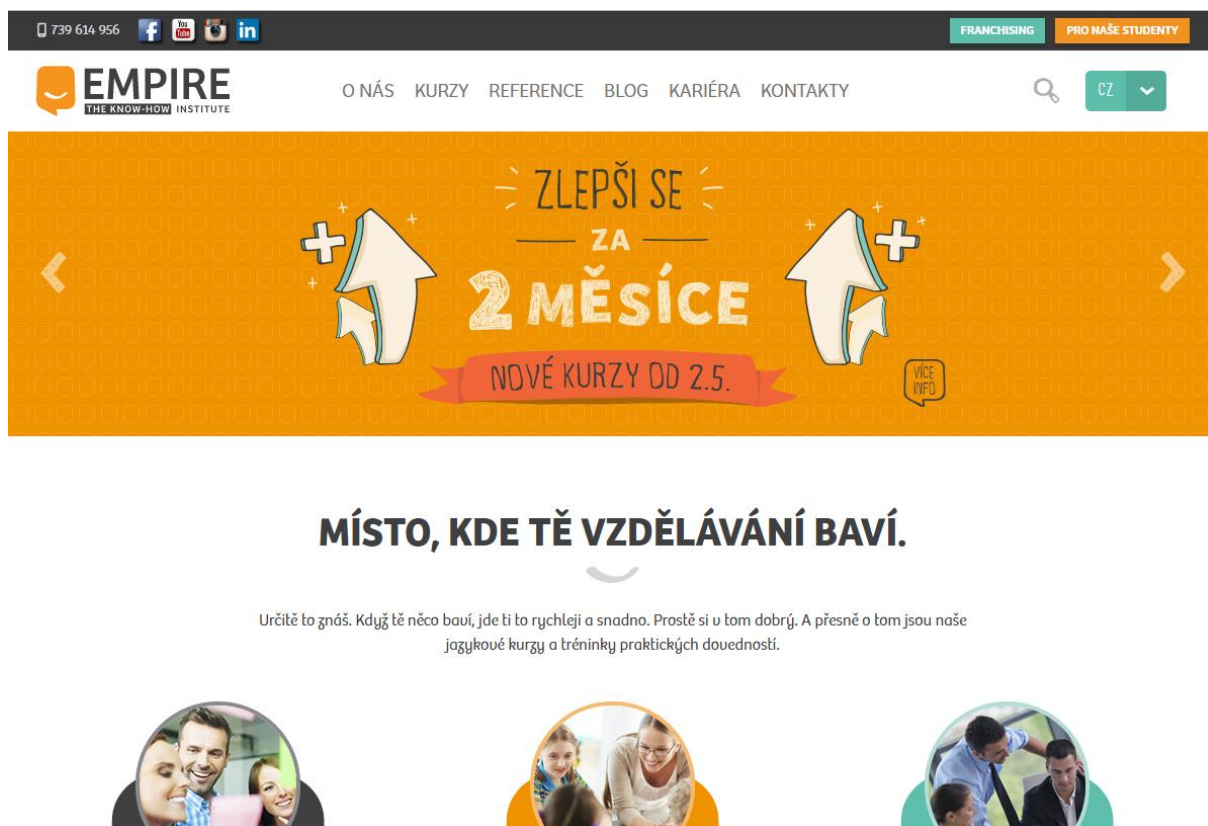 739 614 956
You
Tube
in
FRANCHISING
PRO NAŠE STUDENTY
EMPIRE
THE KNOW-HOW INSTITUTE
O NÁS KURZY REFERENCE BLOG KARIÉRA KONTAKTY
CZ
ZLEPŠI SE
ZA
2 MĚSÍCE
NOVÉ KURZY OD 2.5.
VÍCE
INFO
MÍSTO, KDE TĚ VZDĚLÁVÁNÍ BAVÍ.
Určitě to znáš. Když tě něco baví, jde ti to rychleji a snadno. Prostě si v tom dobrý. A přesně o tom jsou naše
jazykové kurzy a tréninky praktických dovedností.